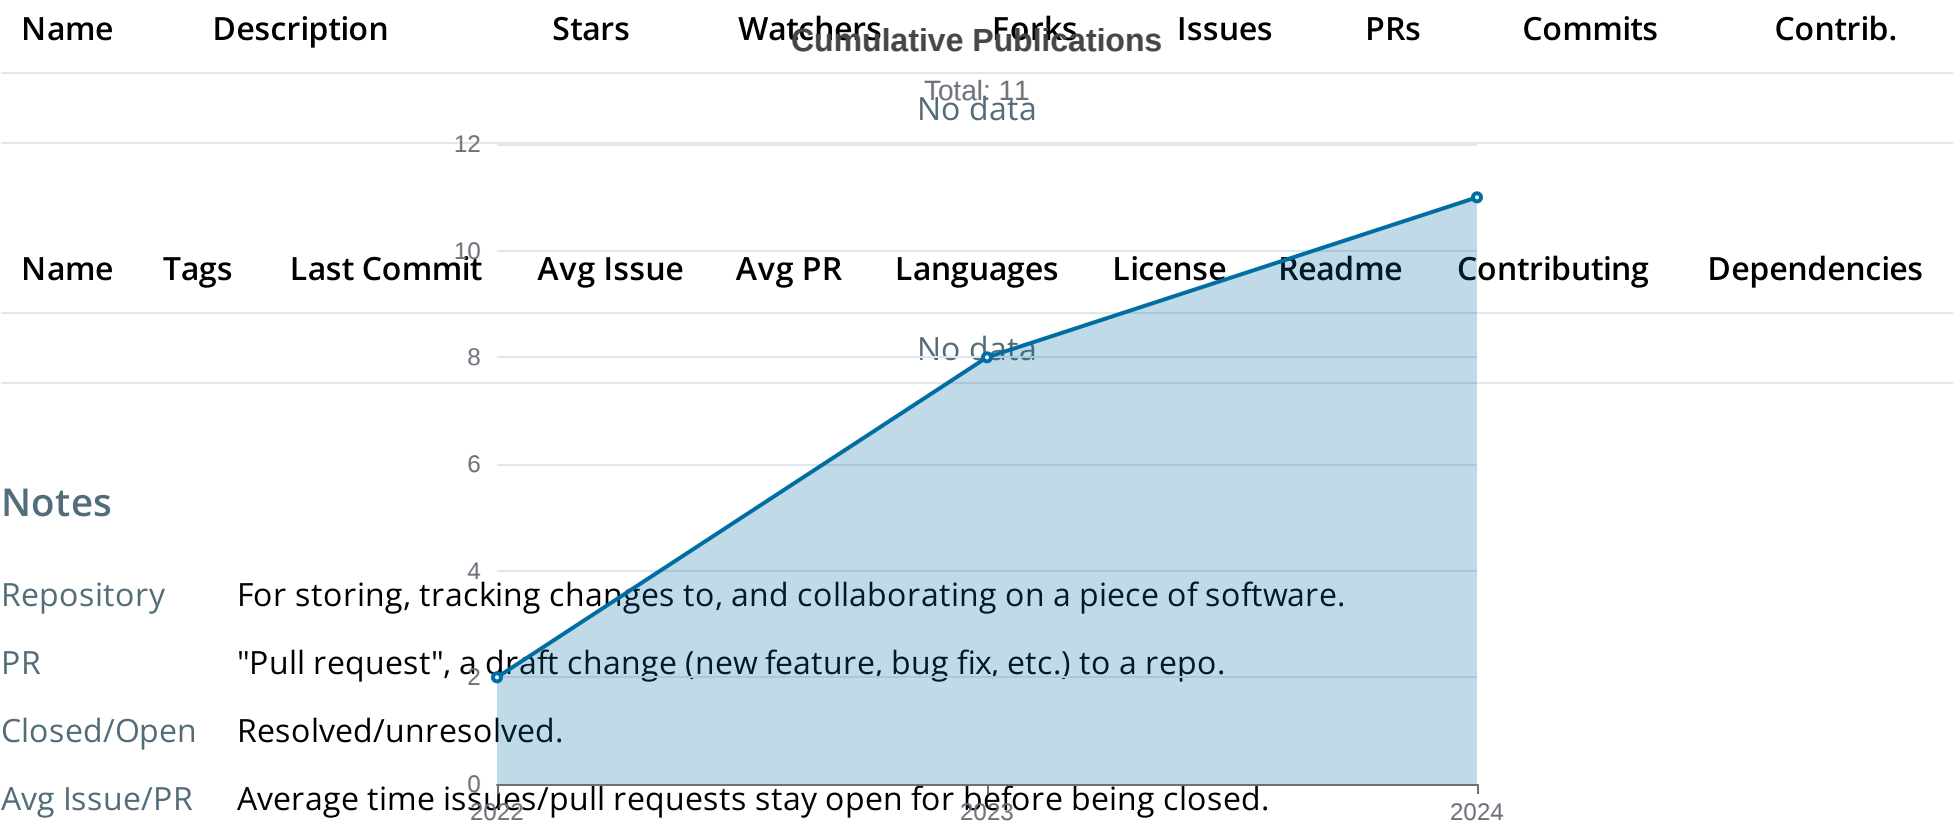 Name Description Stars Watchers Forks Issues PRs Commits Contrib.
Cumulative Publications
Total: 11
No data
12
10
Name Tags Last Commit Avg Issue Avg PR Languages License Readme Contributing Dependencies
No data
8
6
Notes
4
Repository For storing, tracking changes to, and collaborating on a piece of software.
PR "Pull request", a draft change (new feature, bug fix, etc.) to a repo.
2
Closed/Open Resolved/unresolved.
0
Avg Issue/PR Average time issues/pull requests stay open for before being closed.
2022 2023 2024